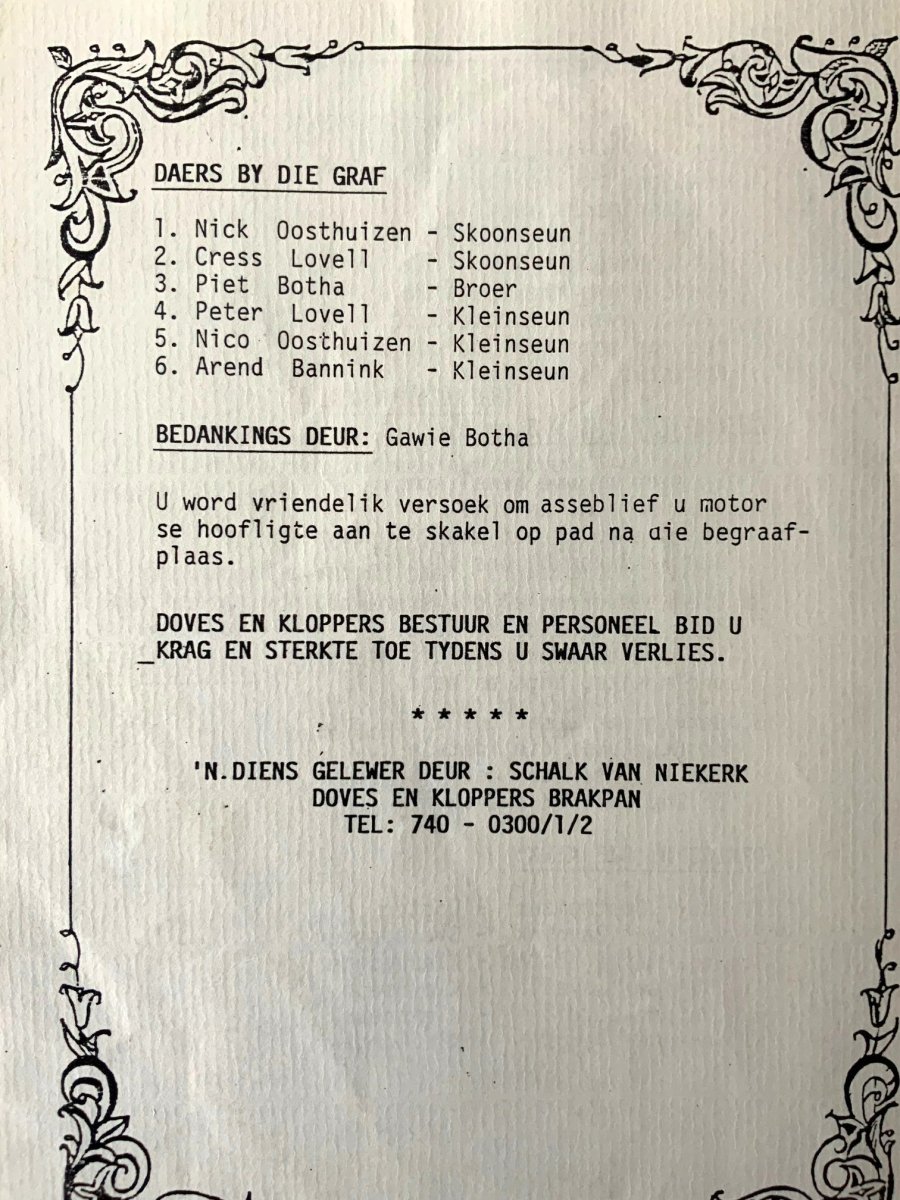 DAERS BY DIE GRAF
1. Nick Oosthuizen - Skoonseun
2. Cress Lovell - Skoonseun
3. Piet Botha - Broer
4. Peter Lovell - Kleinseun
5. Nico Oosthuizen - Kleinseun
6. Arend Bannink - Kleinseun
BEDANKINGS DEUR: Gawie Botha
U word vriendelik versoek om asseblief u motor
se hoofligte aan te skakel op pad na die begraaf-
plaas.
DOVES EN KLOPPERS BESTUUR EN PERSONEEL BID U
_KRAG EN STERKTE TOE TYDENS U SWAAR VERLIES.
* * * * *
'N.DIENS GELEWER DEUR : SCHALK VAN NIEKERK
DOVES EN KLOPPERS BRAKPAN
TEL: 740 - 0300/1/2